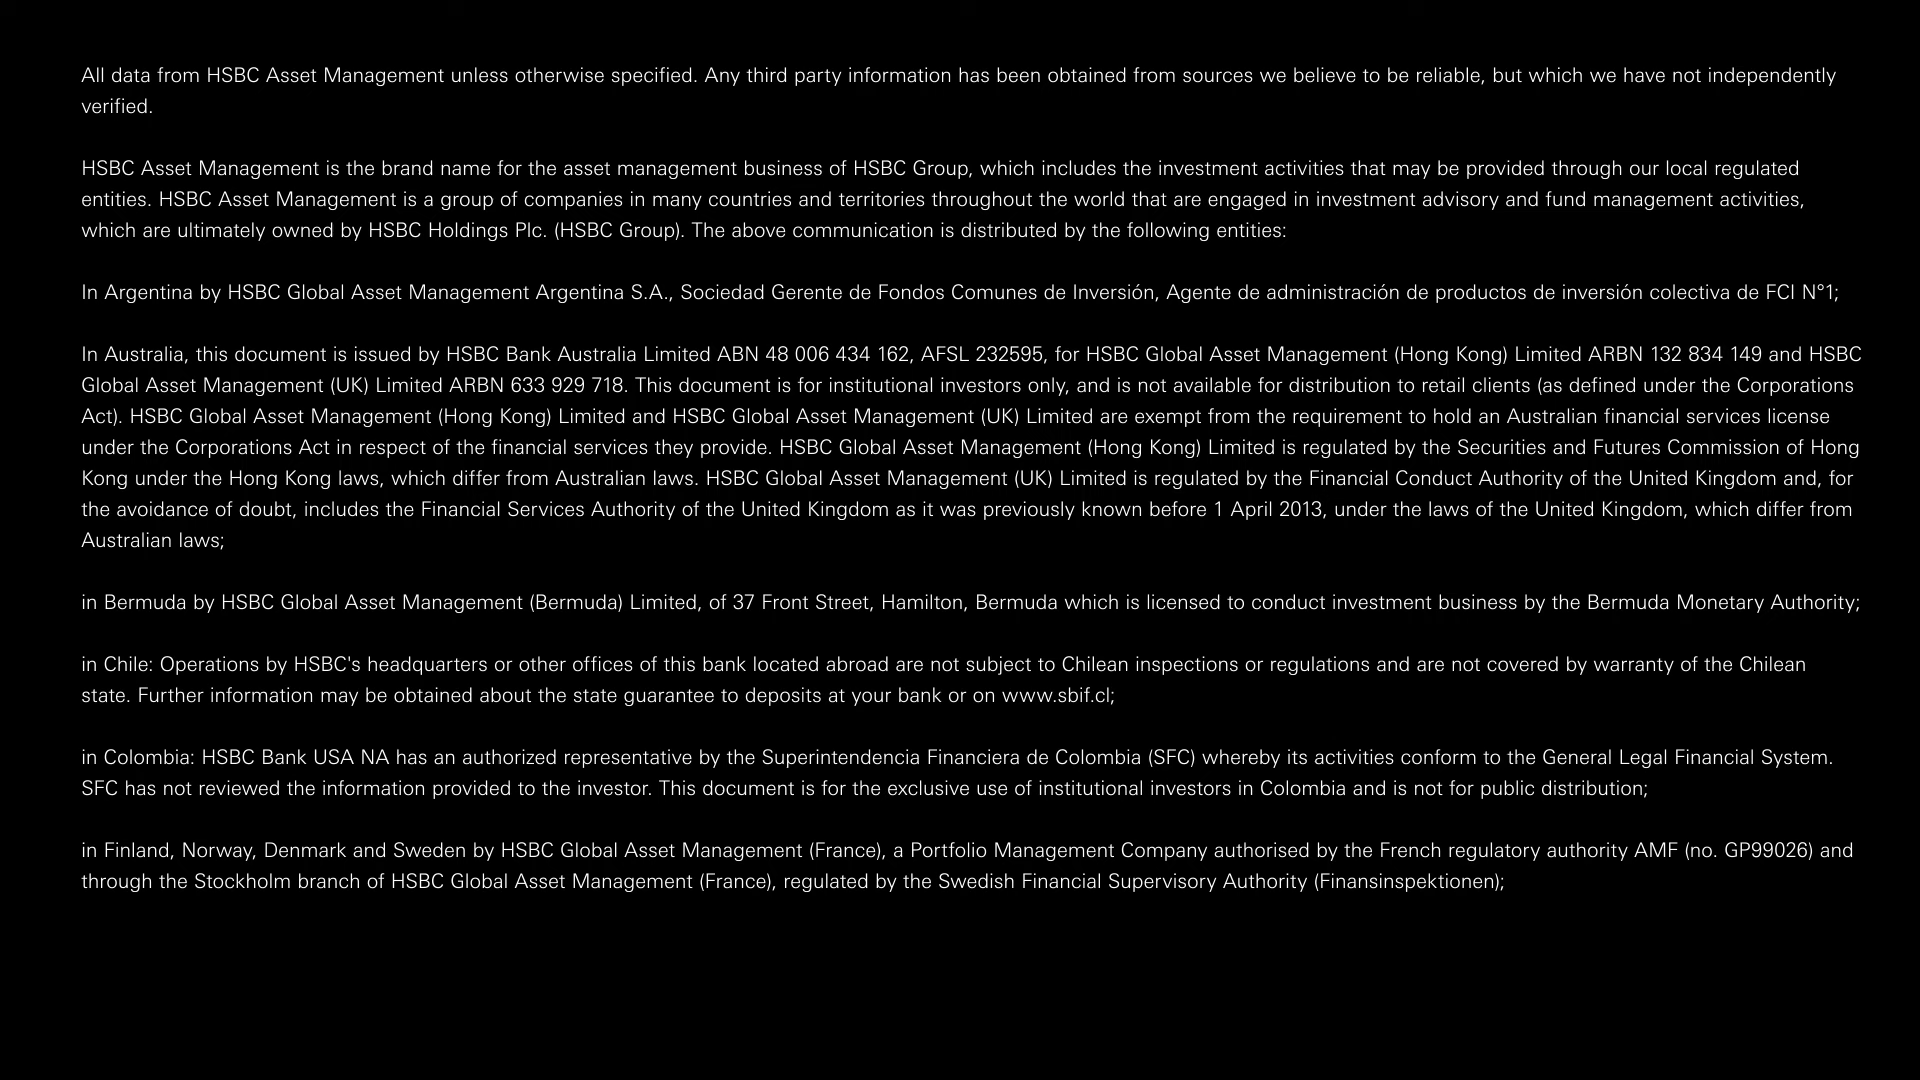 All data from HSBC Asset Management unless otherwise specified. Any third party information has been obtained from sources we believe to be reliable, but which we have not independently
verified.
HSBC Asset Management is the brand name for the asset management business of HSBC Group, which includes the investment activities that may be provided through our local regulated
entities. HSBC Asset Management is a group of companies in many countries and territories throughout the world that are engaged in investment advisory and fund management activities,
which are ultimately owned by HSBC Holdings Plc. (HSBC Group). The above communication is distributed by the following entities:
In Argentina by HSBC Global Asset Management Argentina S.A., Sociedad Gerente de Fondos Comunes de Inversión, Agente de administración de productos de inversión colectiva de FCI N°1;
In Australia, this document is issued by HSBC Bank Australia Limited ABN 48 006 434 162, AFSL 232595, for HSBC Global Asset Management (Hong Kong) Limited ARBN 132 834 149 and HSBC
Global Asset Management (UK) Limited ARBN 633 929 718. This document is for institutional investors only, and is not available for distribution to retail clients (as defined under the Corporations
Act). HSBC Global Asset Management (Hong Kong) Limited and HSBC Global Asset Management (UK) Limited are exempt from the requirement to hold an Australian financial services license
under the Corporations Act in respect of the financial services they provide. HSBC Global Asset Management (Hong Kong) Limited is regulated by the Securities and Futures Commission of Hong
Kong under the Hong Kong laws, which differ from Australian laws. HSBC Global Asset Management (UK) Limited is regulated by the Financial Conduct Authority of the United Kingdom and, for
the avoidance of doubt, includes the Financial Services Authority of the United Kingdom as it was previously known before 1 April 2013, under the laws of the United Kingdom, which differ from
Australian laws;
in Bermuda by HSBC Global Asset Management (Bermuda) Limited, of 37 Front Street, Hamilton, Bermuda which is licensed to conduct investment business by the Bermuda Monetary Authority;
in Chile: Operations by HSBC's headquarters or other offices of this bank located abroad are not subject to Chilean inspections or regulations and are not covered by warranty of the Chilean
state. Further information may be obtained about the state guarantee to deposits at your bank or on www.sbif.cl;
in Colombia: HSBC Bank USA NA has an authorized representative by the Superintendencia Financiera de Colombia (SFC) whereby its activities conform to the General Legal Financial System.
SFC has not reviewed the information provided to the investor. This document is for the exclusive use of institutional investors in Colombia and is not for public distribution;
in Finland, Norway, Denmark and Sweden by HSBC Global Asset Management (France), a Portfolio Management Company authorised by the French regulatory authority AMF (no. GP99026) and
through the Stockholm branch of HSBC Global Asset Management (France), regulated by the Swedish Financial Supervisory Authority (Finansinspektionen);